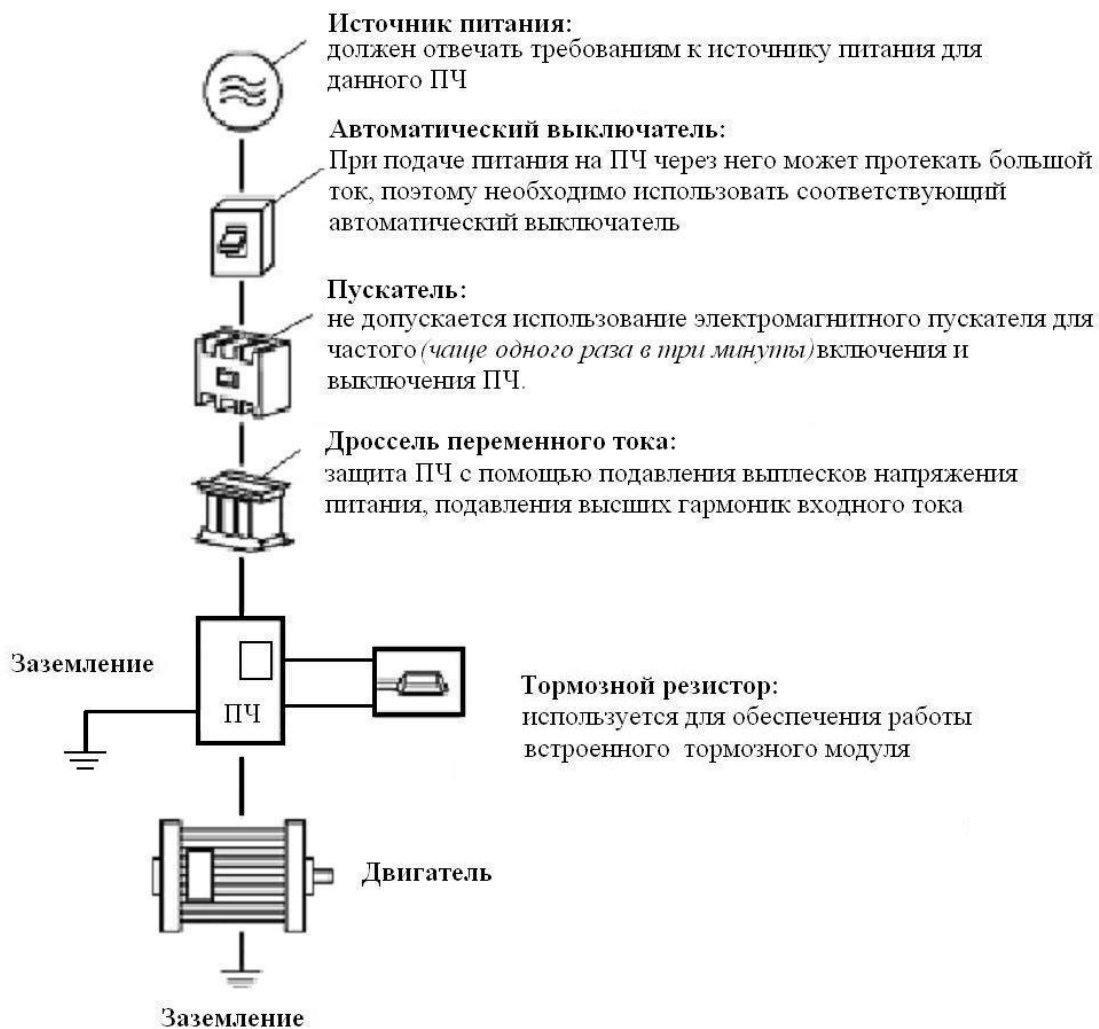 Источник питания:
должен отвечать требованиям к источнику питания для
данного ПЧ
Автоматический выключатель:
При подаче питания на ПЧ через него может протекать большой
ток, поэтому необходимо использовать соответствующий
автоматический выключатель
Пускатель:
не допускается использование электромагнитного пускателя для
частого (чаще одного раза в три минуты) включения и
выключения ПЧ.
Дроссель переменного тока:
защита ПЧ с помощью подавления выплесков напряжения
питания, подавления высших гармоник входного тока
Заземление
ПЧ
Тормозной резистор:
используется для обеспечения работы
встроенного тормозного модуля
Двигатель
Заземление